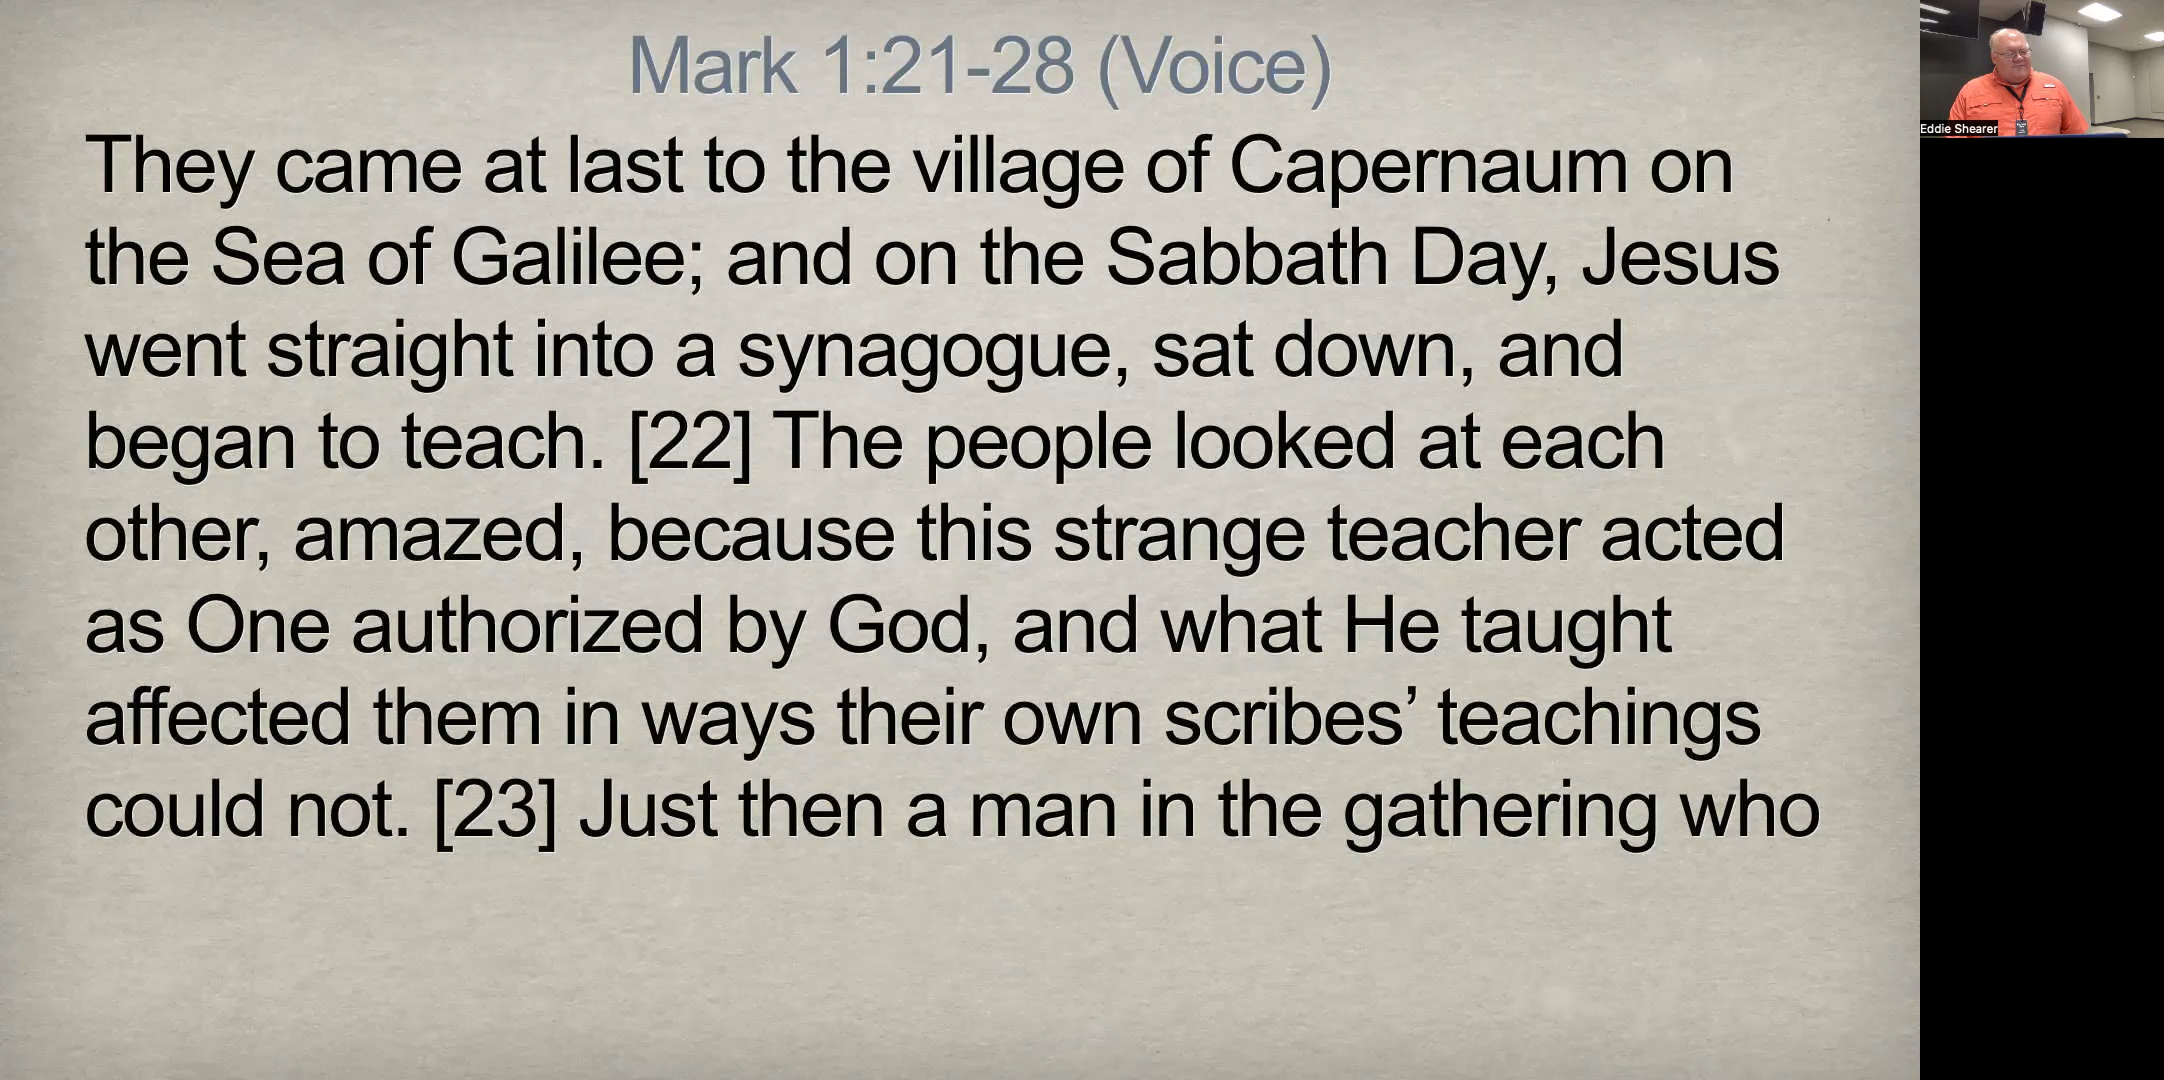 Mark 1:21-28 (Voice)
They came at last to the village of Capernaum on
the Sea of Galilee; and on the Sabbath Day, Jesus
went straight into a synagogue, sat down, and
began to teach. [22] The people looked at each
other, amazed, because this strange teacher acted
as One authorized by God, and what He taught
affected them in ways their own scribes’ teachings
could not. [23] Just then a man in the gathering who
Eddie Shearer